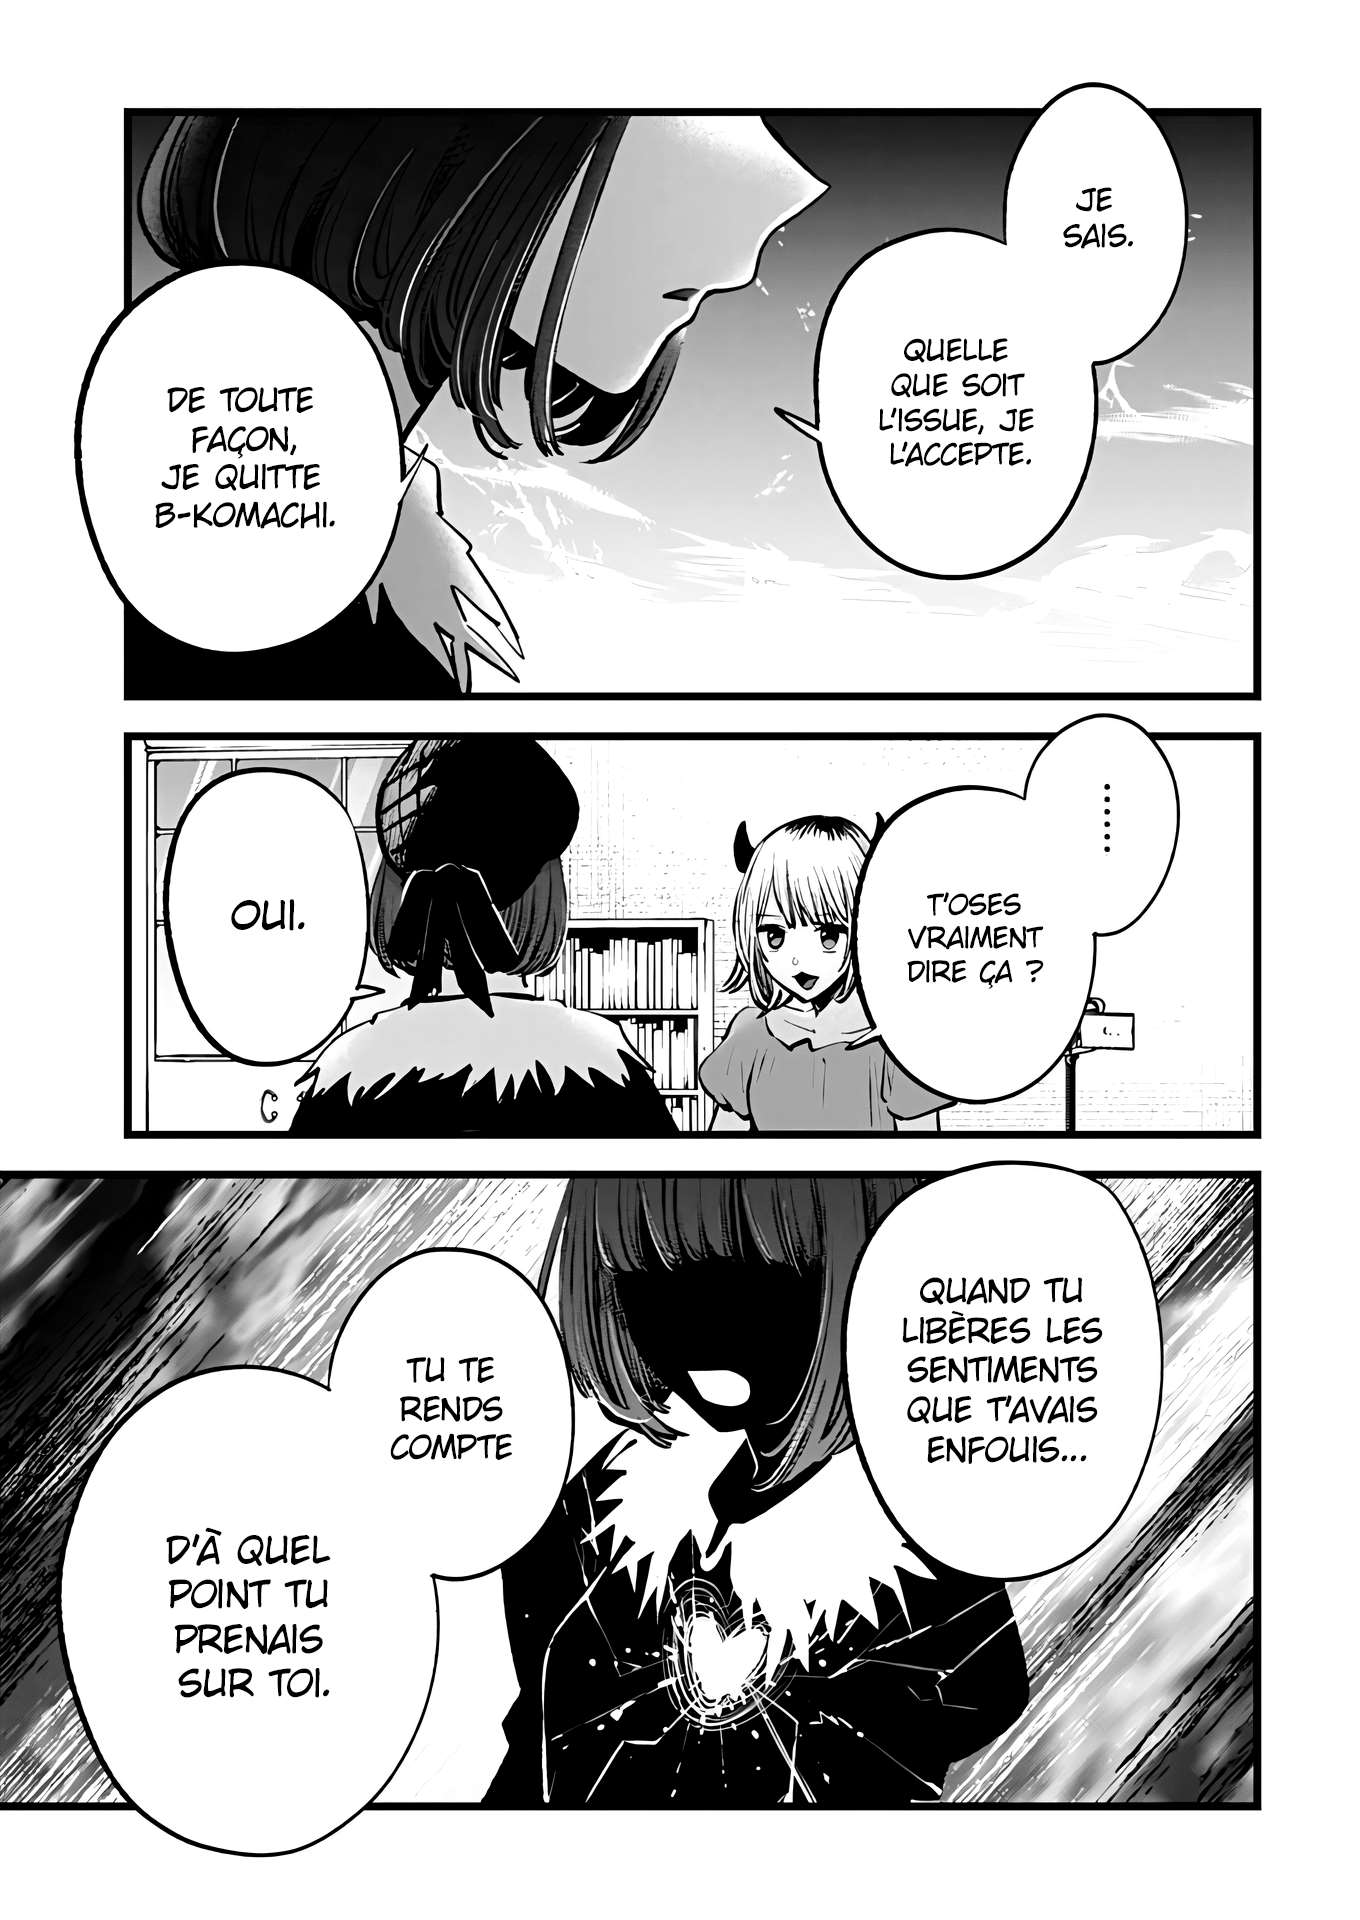 JE
SAIS.
QUELLE
QUE SOIT
L'ISSUE, JE
L'ACCEPTE.
DE TOUTE
FAÇON,
JE QUITTE
B-KOMACHI.
......
T'OSES
VRAIMENT
DIRE ÇA ?
OUI.
QUAND TU
LIBÈRES LES
SENTIMENTS
QUE T'AVAIS
ENFOUIS...
TU TE
RENDS
COMPTE
D'À QUEL
POINT TU
PRENAIS
SUR TOI.